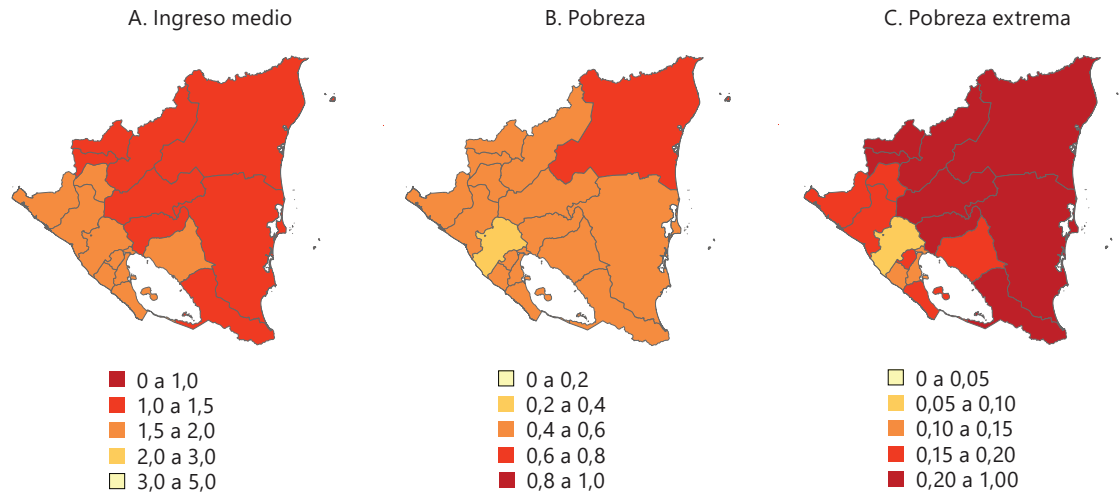 A. Ingreso medio
B. Pobreza
C. Pobreza extrema
0 a 1,0
1,0 a 1,5
1,5 a 2,0
2,0 a 3,0
3,0 a 5,0
0 a 0,2
0,2 a 0,4
0,4 a 0,6
0,6 a 0,8
0,8 a 1,0
0 a 0,05
0,05 a 0,10
0,10 a 0,15
0,15 a 0,20
0,20 a 1,00